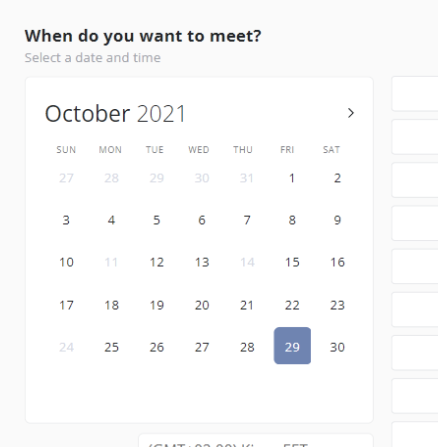 When do you want to meet?
Select a date and time
October 2021 >
SUN MON TUE WED THU FRI SAT
27 28 29 30 31 1 2
3 4 5 6 7 8 9
10 11 12 13 14 15 16
17 18 19 20 21 22 23
24 25 26 27 28 29 30